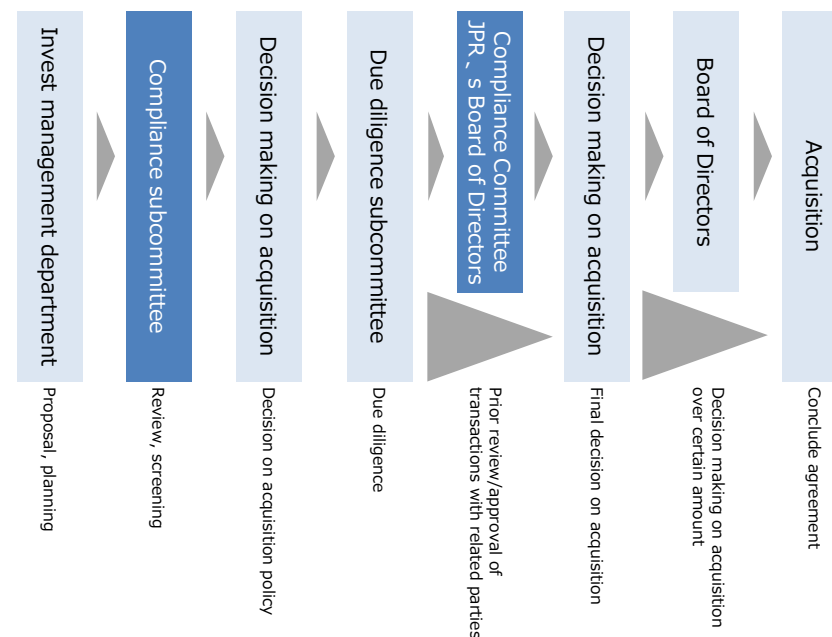 Invest management department
Proposal, planning
Compliance subcommittee
Review, screening
Decision making on acquisition
Decision on acquisition policy
Due diligence subcommittee
Due diligence
Compliance Committee
JPR、s Board of Directors
Prior review/approval of
transactions with related parties
Decision making on acquisition
Final decision on acquisition
Board of Directors
Decision making on acquisition
over certain amount
Acquisition
Conclude agreement